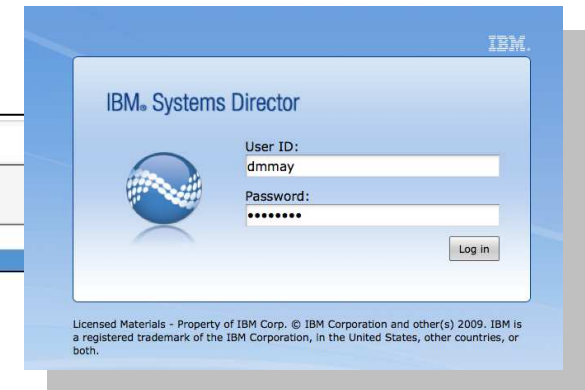 IBM.
IBM® Systems Director
User ID:
dmmay
Password:
••••••••
Log in
Licensed Materials - Property of IBM Corp. © IBM Corporation and other(s) 2009. IBM is
a registered trademark of the IBM Corporation, in the United States, other countries, or
both.